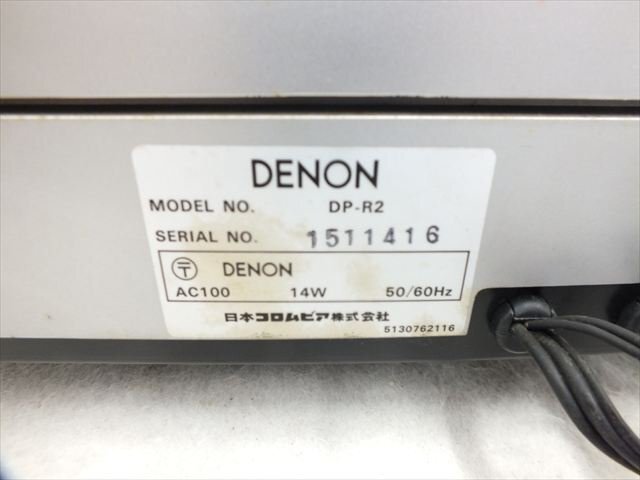 DENON
MODEL NO. DP-R2
SERIAL NO. 1511416
〒 DENON
AC100 14W 50/60Hz
日本コロムビア株式会社
5130762116